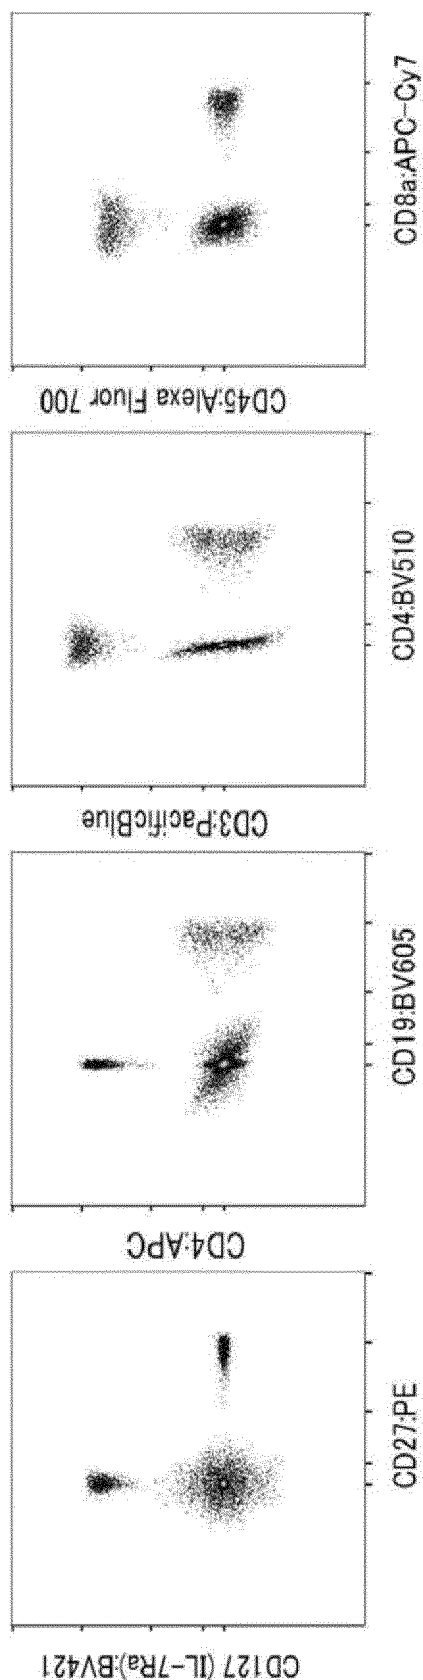 CD45:Alexa Fluor 700
CD8a:APC-Cy7
CD3:PacificBlue
CD4:BV510
CD4:APC
CD19:BV605
CD127 (IL-7Ra):BV421
CD27:PE